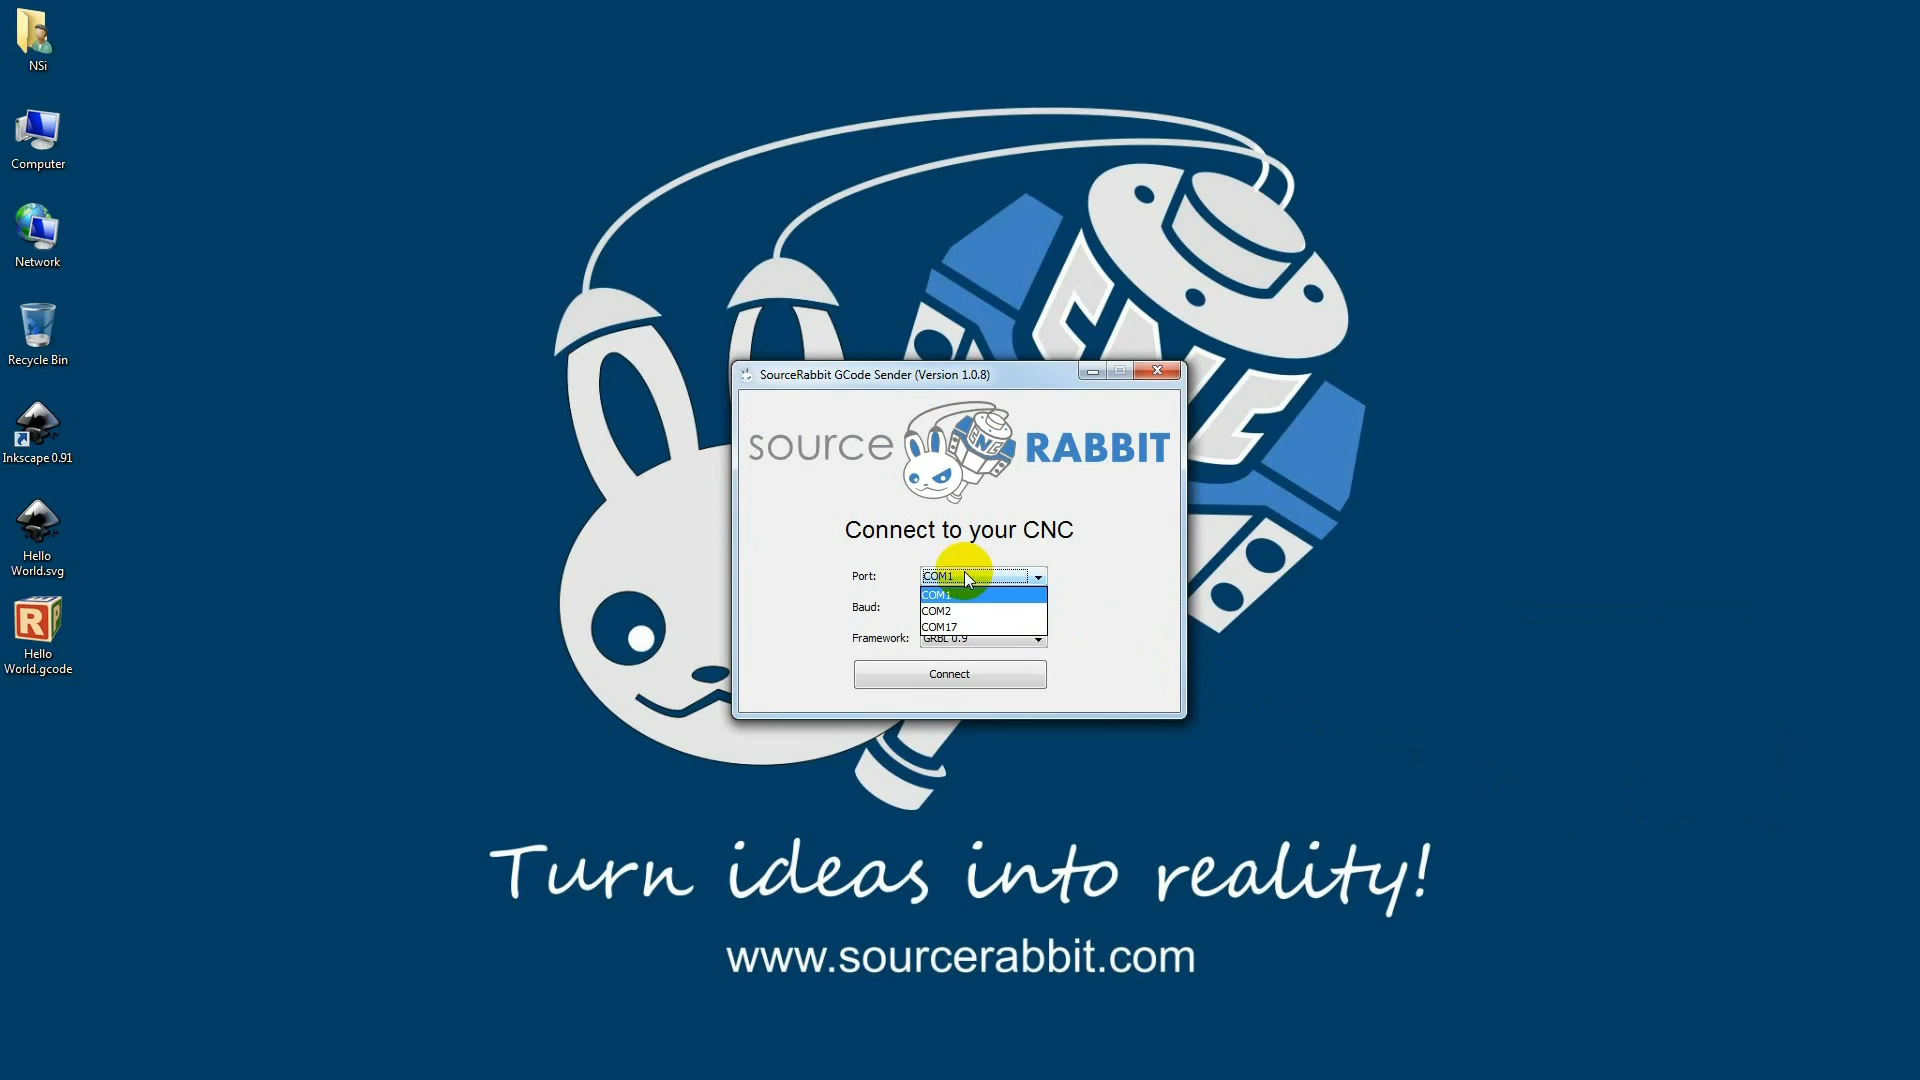 NSi
Computer
Network
Recycle Bin
Inkscape 0.91
Hello
World.svg
Hello
World.gcode
SourceRabbit GCode Sender (Version 1.0.8)
source RABBIT
CNC
Connect to your CNC
Port: COM1
COM1
COM2
COM17
Baud:
Framework: GRBL 0.9
Connect
CNC
Turn ideas into reality!
www.sourcerabbit.com